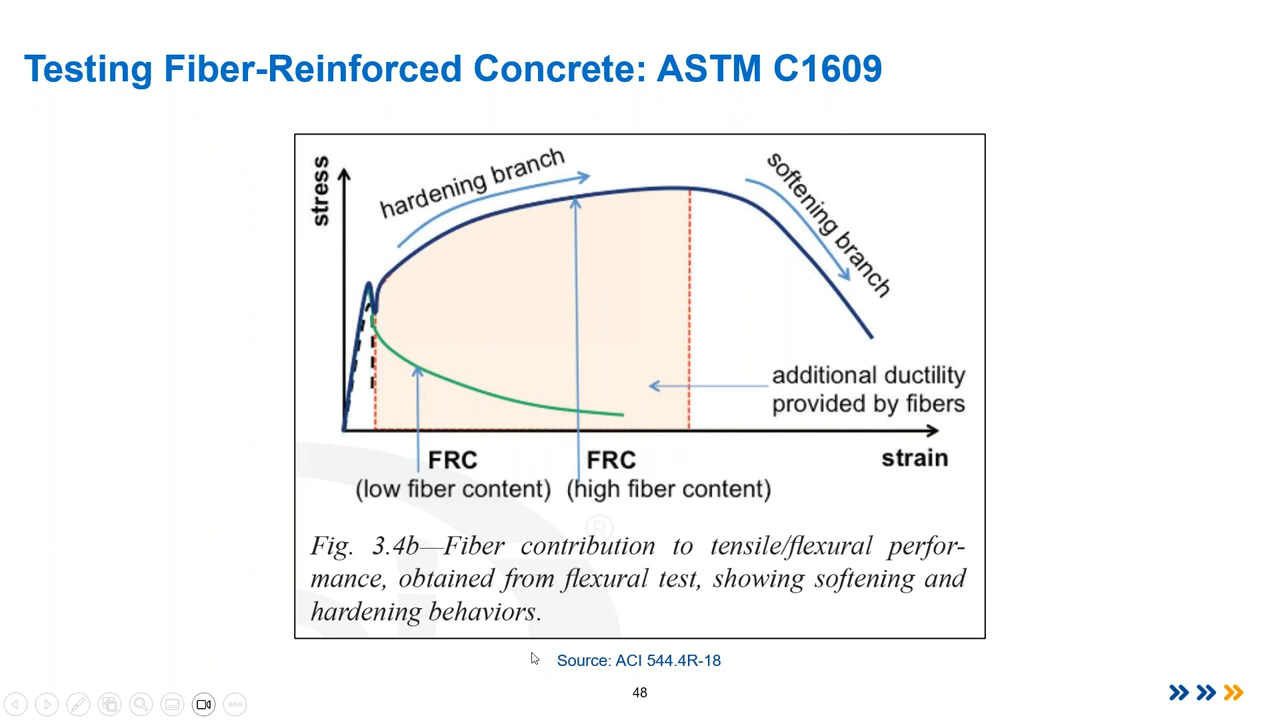 Testing Fiber-Reinforced Concrete: ASTM C1609
stress
hardening branch
softening branch
additional ductility
provided by fibers
strain
FRC
(low fiber content)
FRC
(high fiber content)
Fig. 3.4b—Fiber contribution to tensile/flexural perfor-
mance, obtained from flexural test, showing softening and
hardening behaviors.
®
Source: ACI 544.4R-18
48